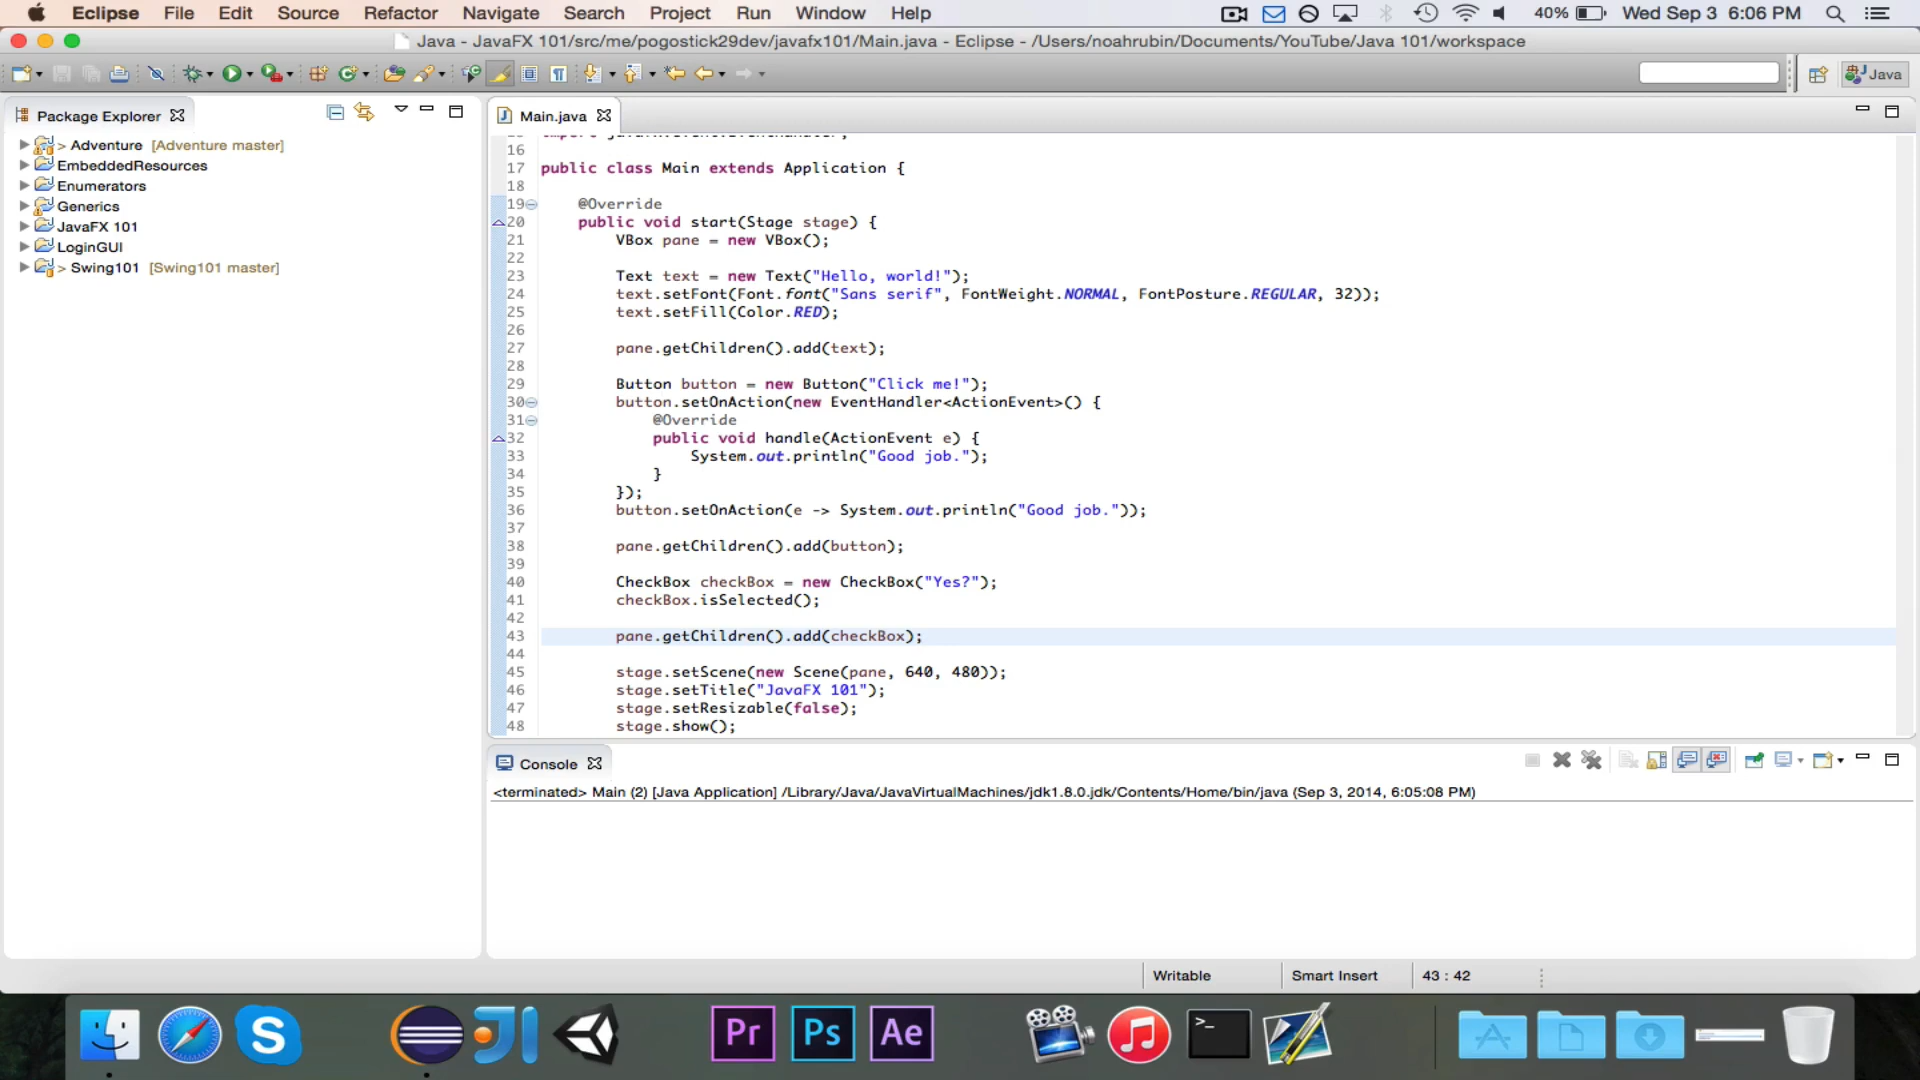 Eclipse File Edit Source Refactor Navigate Search Project Run Window Help 40% Wed Sep 3 6:06 PM
Java - JavaFX 101/src/me/pogostick29dev/javafx101/Main.java - Eclipse - /Users/noahrubin/Documents/YouTube/Java 101/workspace
Java
Package Explorer
> Adventure [Adventure master]
EmbeddedResources
Enumerators
Generics
JavaFX 101
LoginGUI
> Swing101 [Swing101 master]
Main.java
16
17 public class Main extends Application {
18
19 @Override
20 public void start(Stage stage) {
21 VBox pane = new VBox();
22
23 Text text = new Text("Hello, world!");
24 text.setFont(Font.font("Sans serif", FontWeight.NORMAL, FontPosture.REGULAR, 32));
25 text.setFill(Color.RED);
26
27 pane.getChildren().add(text);
28
29 Button button = new Button("Click me!");
30 button.setOnAction(new EventHandler<ActionEvent>() {
31 @Override
32 public void handle(ActionEvent e) {
33 System.out.println("Good job.");
34 }
35 });
36 button.setOnAction(e -> System.out.println("Good job."));
37
38 pane.getChildren().add(button);
39
40 CheckBox checkBox = new CheckBox("Yes?");
41 checkBox.isSelected();
42
43 pane.getChildren().add(checkBox);
44
45 stage.setScene(new Scene(pane, 640, 480));
46 stage.setTitle("JavaFX 101");
47 stage.setResizable(false);
48 stage.show();
Console
<terminated> Main (2) [Java Application] /Library/Java/JavaVirtualMachines/jdk1.8.0.jdk/Contents/Home/bin/java (Sep 3, 2014, 6:05:08 PM)
Writable Smart Insert 43 : 42
S JI Pr Ps Ae >_